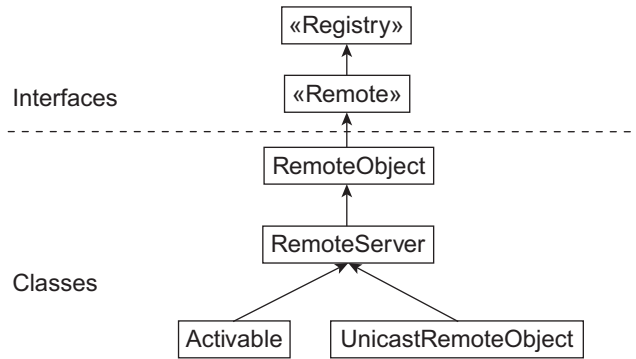 «Registry»
Interfaces
«Remote»
RemoteObject
RemoteServer
Classes
Activable
UnicastRemoteObject